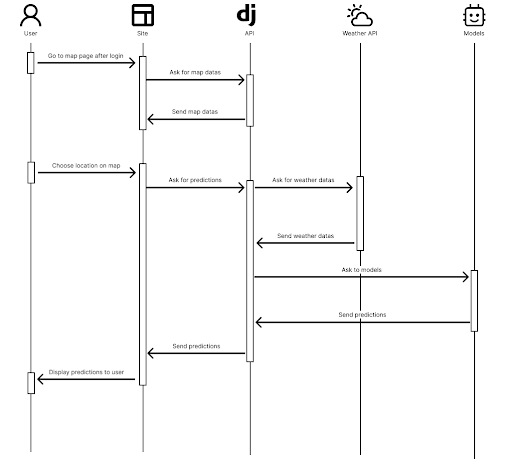 dj
User
Site
API
Weather API
Models
Go to map page after login
Ask for map datas
Send map datas
Choose location on map
Ask for predictions
Ask for weather datas
Send weather datas
Ask to models
Send predictions
Send predictions
Display predictions to user